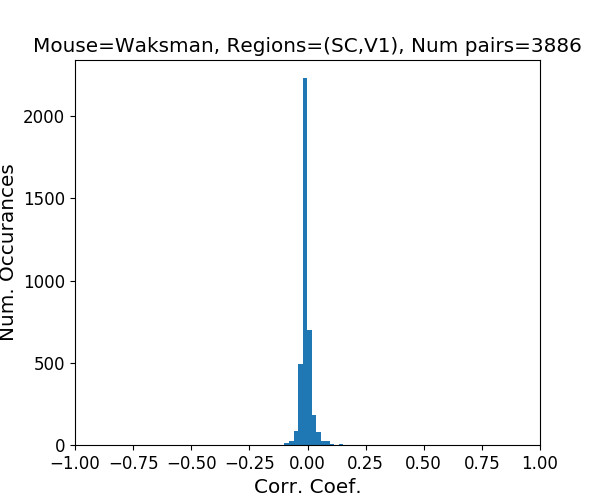 Mouse=Waksman, Regions=(SC,V1), Num pairs=3886
Num. Occurances
2000
1500
1000
500
0
−1.00 −0.75 −0.50 −0.25 0.00 0.25 0.50 0.75 1.00
Corr. Coef.